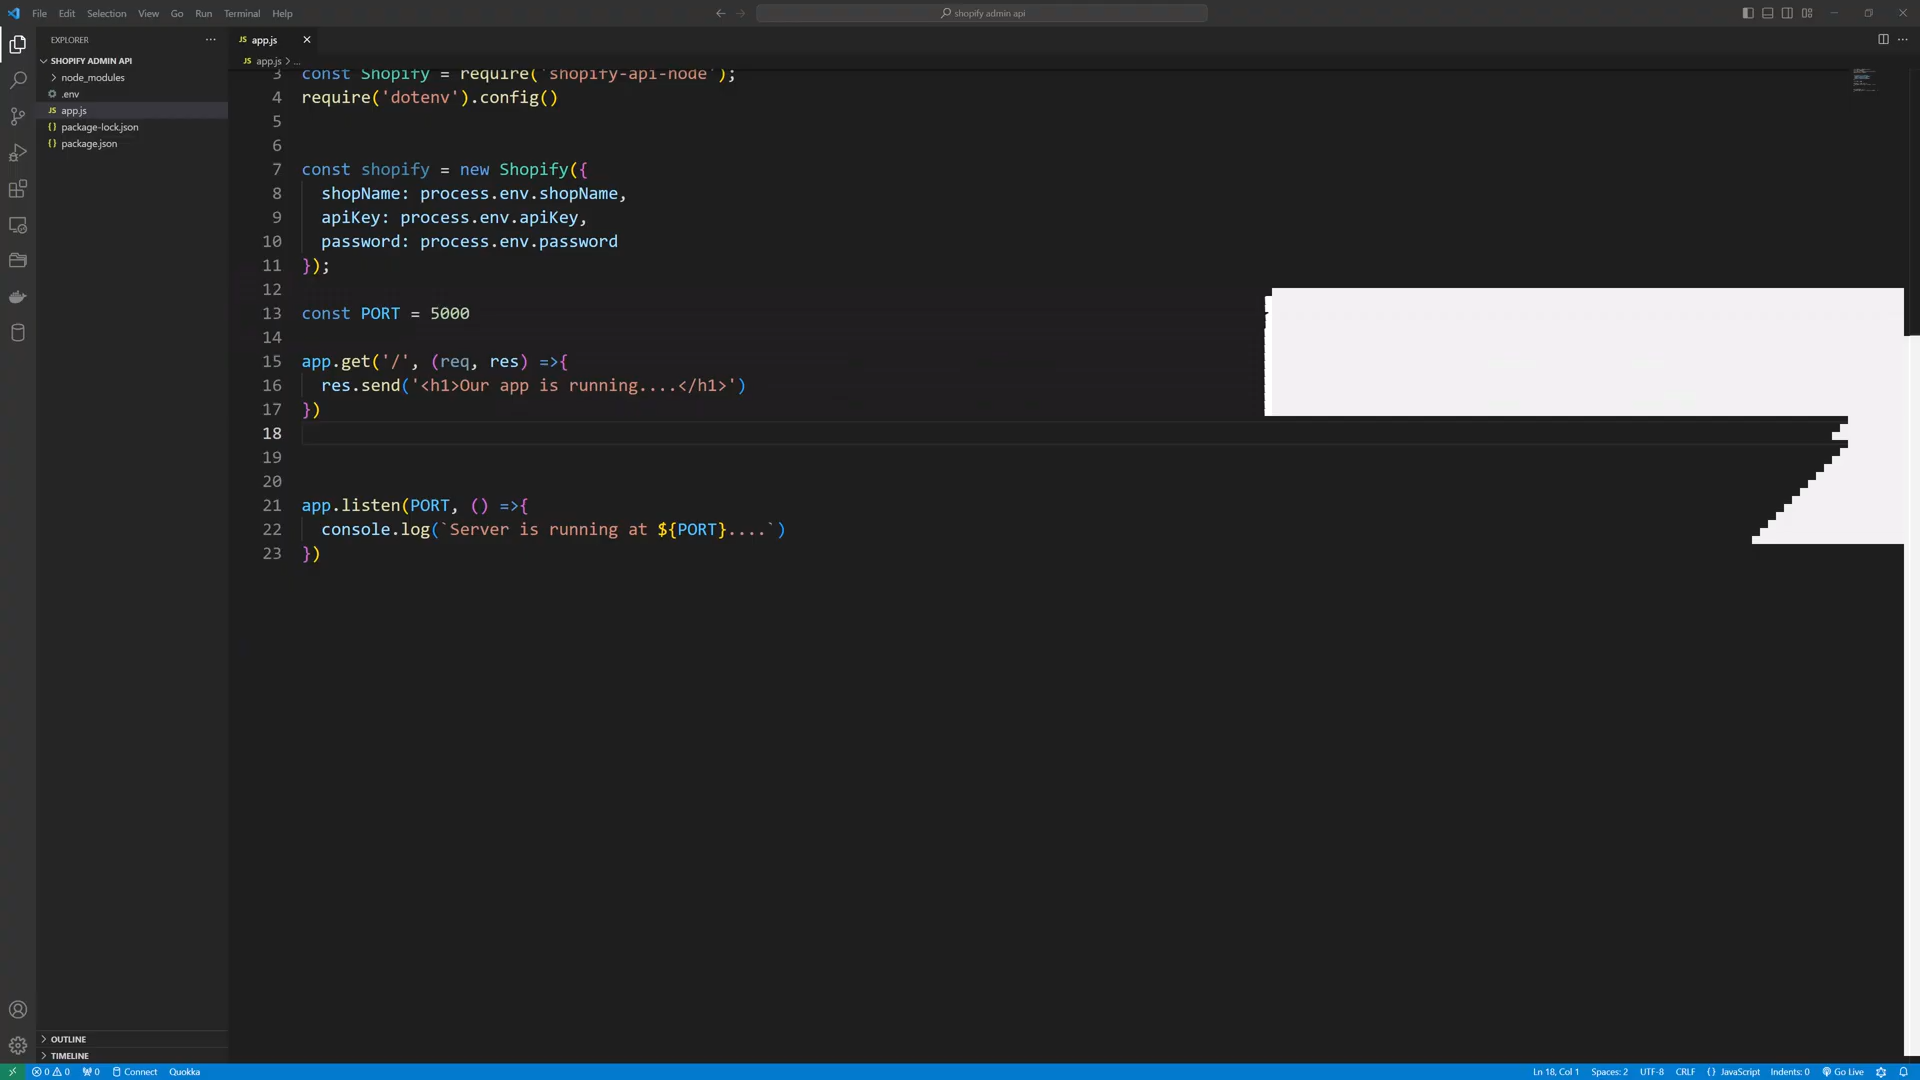 File Edit Selection View Go Run Terminal Help
shopify admin api
EXPLORER
SHOPIFY ADMIN API
node_modules
.env
JS app.js
{} package-lock.json
{} package.json
OUTLINE
TIMELINE
JS app.js
JS app.js > ...
3 const Shopify = require('shopify-api-node');
4 require('dotenv').config()
5
6
7 const shopify = new Shopify({
8 shopName: process.env.shopName,
9 apiKey: process.env.apiKey,
10 password: process.env.password
11 });
12
13 const PORT = 5000
14
15 app.get('/', (req, res) =>{
16 res.send('<h1>Our app is running....</h1>')
17 })
18
19
20
21 app.listen(PORT, () =>{
22 console.log(`Server is running at ${PORT}....`)
23 })
0 0 0 Connect Quokka Ln 18, Col 1 Spaces: 2 UTF-8 CRLF {} JavaScript Indents: 0 Go Live